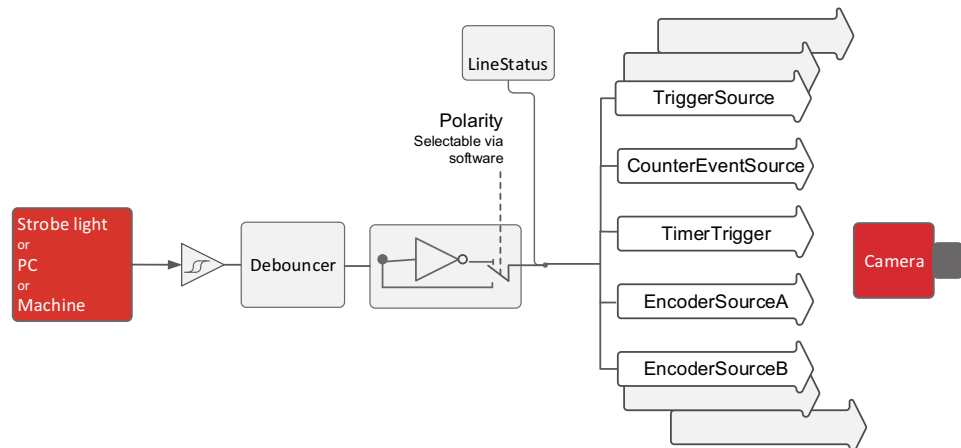 LineStatus
Polarity
Selectable via
software
TriggerSource
CounterEventSource
Strobe light
or
PC
or
Machine
Debouncer
TimerTrigger
Camera
EncoderSourceA
EncoderSourceB